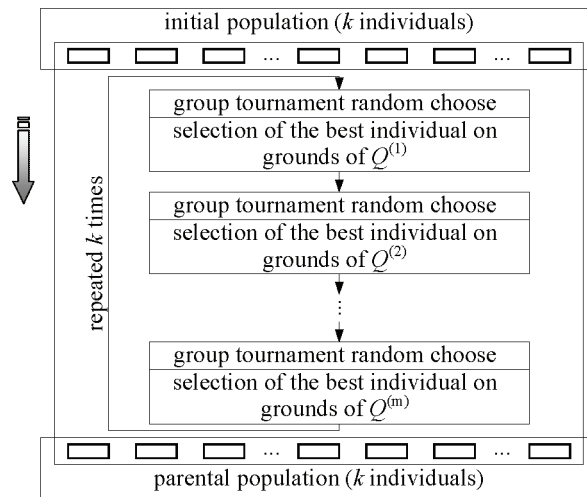 initial population (k individuals)
... ...
group tournament random choose
selection of the best individual on
grounds of Q^(1)
group tournament random choose
selection of the best individual on
grounds of Q^(2)
...
group tournament random choose
selection of the best individual on
grounds of Q^(m)
repeated k times
... ...
parental population (k individuals)